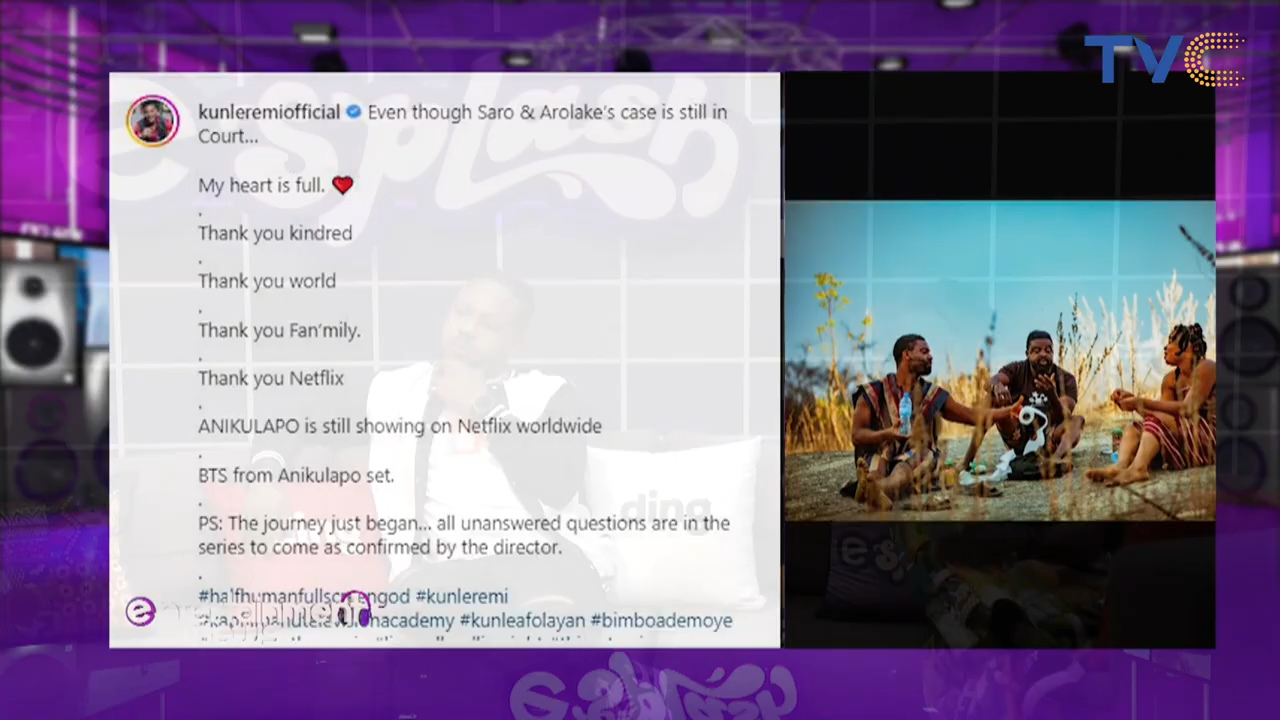 TVC
kunleremiofficial Even though Saro & Arolake's case is still in
Court...
My heart is full. ❤️
.
Thank you kindred
.
Thank you world
.
Thank you Fan'mily.
.
Thank you Netflix
.
ANIKULAPO is still showing on Netflix worldwide
.
BTS from Anikulapo set.
.
PS: The journey just began... all unanswered questions are in the
series to come as confirmed by the director.
.
#kunleremi
#kunleafolayan #bimboademoye
e splash
ding